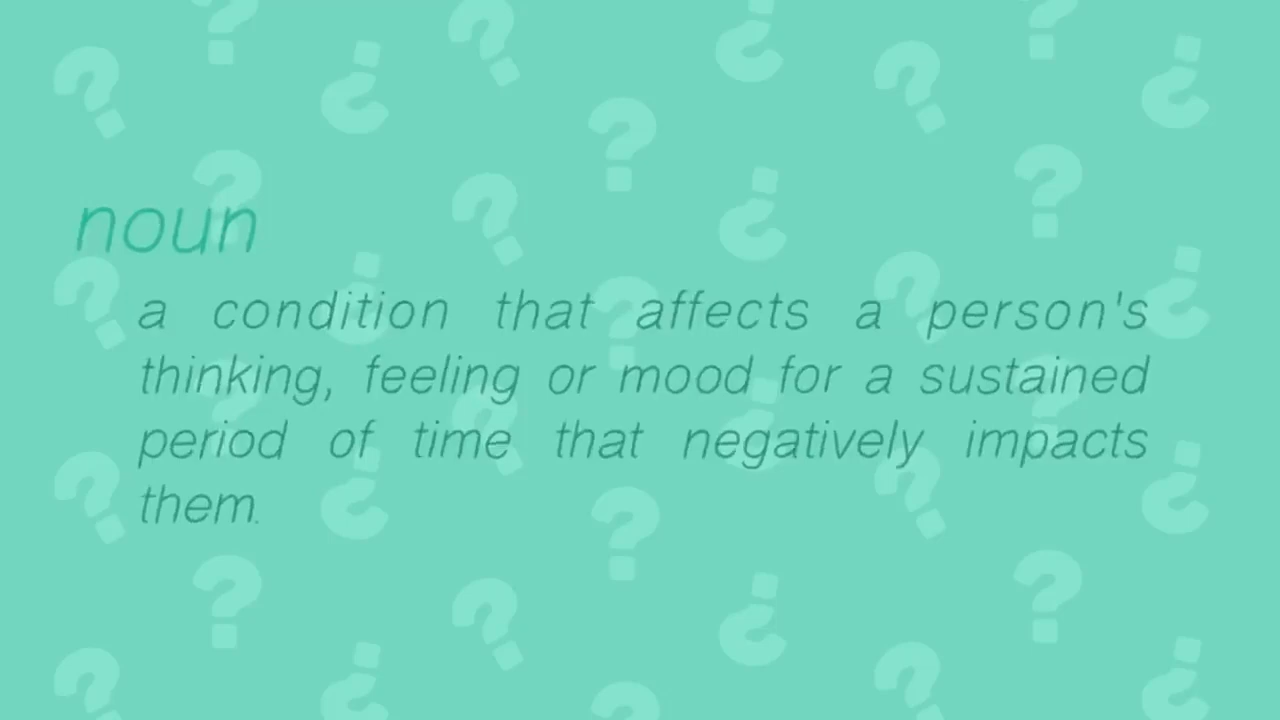 noun
a condition that affects a person's
thinking, feeling or mood for a sustained
period of time that negatively impacts
them.